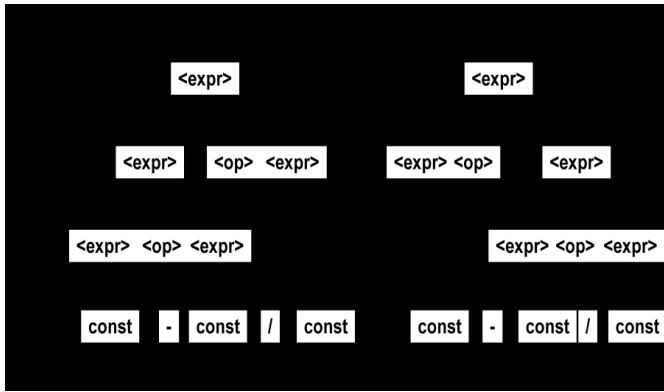 <expr> <expr>
<expr> <op> <expr> <expr> <op> <expr>
<expr> <op> <expr> <expr> <op> <expr>
const - const / const const - const / const